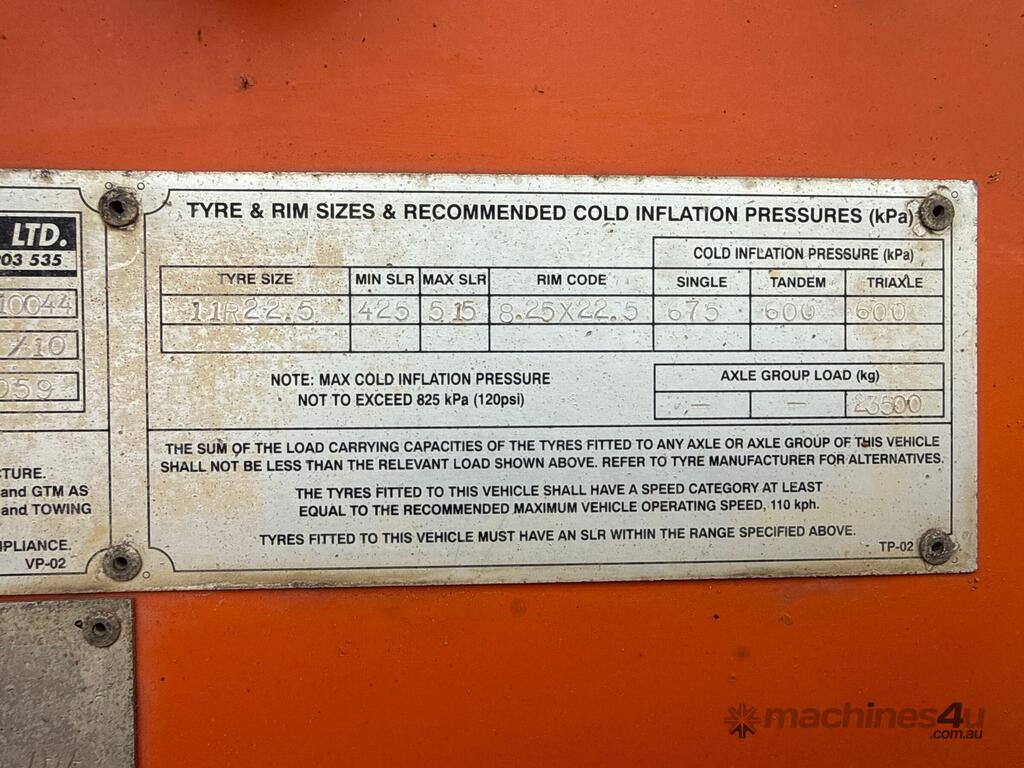 LTD.
03 535
10044
/10
059
CTURE.
and GTM AS
and TOWING
MPLIANCE.
VP-02
TYRE & RIM SIZES & RECOMMENDED COLD INFLATION PRESSURES (kPa)
COLD INFLATION PRESSURE (kPa)
TYRE SIZE MIN SLR MAX SLR RIM CODE SINGLE TANDEM TRIAXLE
11R22.5 425 515 8.25X22.5 675 600 600
NOTE: MAX COLD INFLATION PRESSURE
NOT TO EXCEED 825 kPa (120psi)
AXLE GROUP LOAD (kg)
- - 23500
THE SUM OF THE LOAD CARRYING CAPACITIES OF THE TYRES FITTED TO ANY AXLE OR AXLE GROUP OF THIS VEHICLE
SHALL NOT BE LESS THAN THE RELEVANT LOAD SHOWN ABOVE. REFER TO TYRE MANUFACTURER FOR ALTERNATIVES.
THE TYRES FITTED TO THIS VEHICLE SHALL HAVE A SPEED CATEGORY AT LEAST
EQUAL TO THE RECOMMENDED MAXIMUM VEHICLE OPERATING SPEED, 110 kph.
TYRES FITTED TO THIS VEHICLE MUST HAVE AN SLR WITHIN THE RANGE SPECIFIED ABOVE.
TP-02
machines4u
.com.au